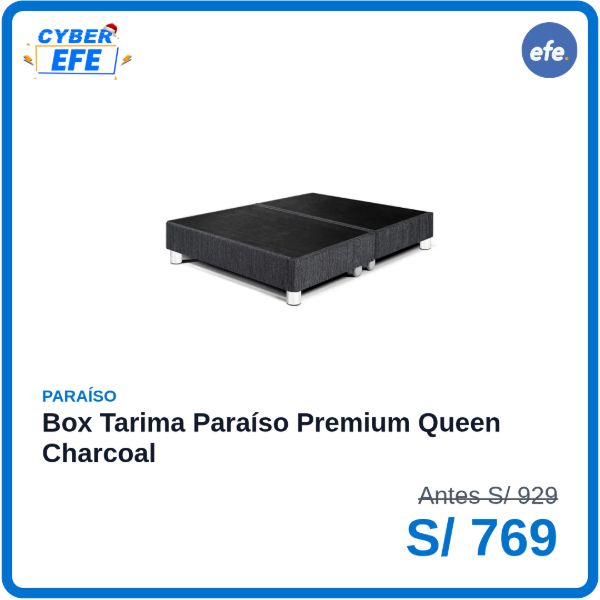 CYBER
EFE
efe.
PARAÍSO
Box Tarima Paraíso Premium Queen
Charcoal
Antes S/ 929
S/ 769